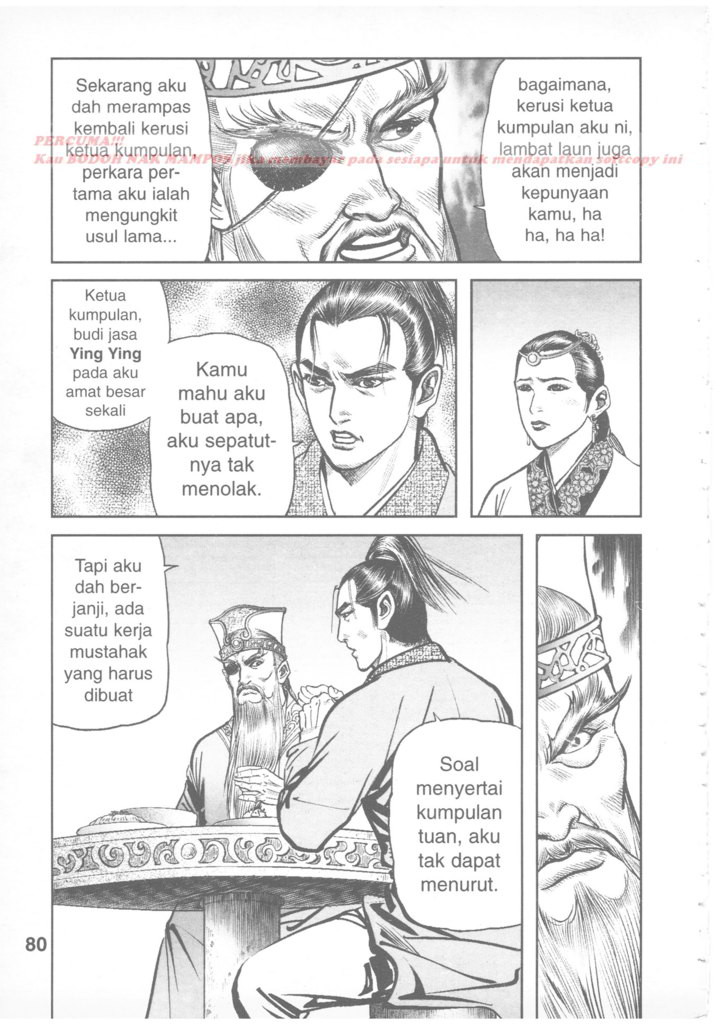 Sekarang aku
dah merampas
kembali kerusi
ketua kumpulan,
perkara per-
tama aku ialah
mengungkit
usul lama...
bagaimana,
kerusi ketua
kumpulan aku ni,
lambat laun juga
akan menjadi
kepunyaan
kamu, ha
ha, ha ha!
PERCUMA!!!
Kau BODOH NAK MAMPOS jika membayar pada sesiapa untuk mendapatkan softcopy ini
Ketua
kumpulan,
budi jasa
Ying Ying
pada aku
amat besar
sekali
Kamu
mahu aku
buat apa,
aku sepatut-
nya tak
menolak.
Tapi aku
dah ber-
janji, ada
suatu kerja
mustahak
yang harus
dibuat
Soal
menyertai
kumpulan
tuan, aku
tak dapat
menurut.
80